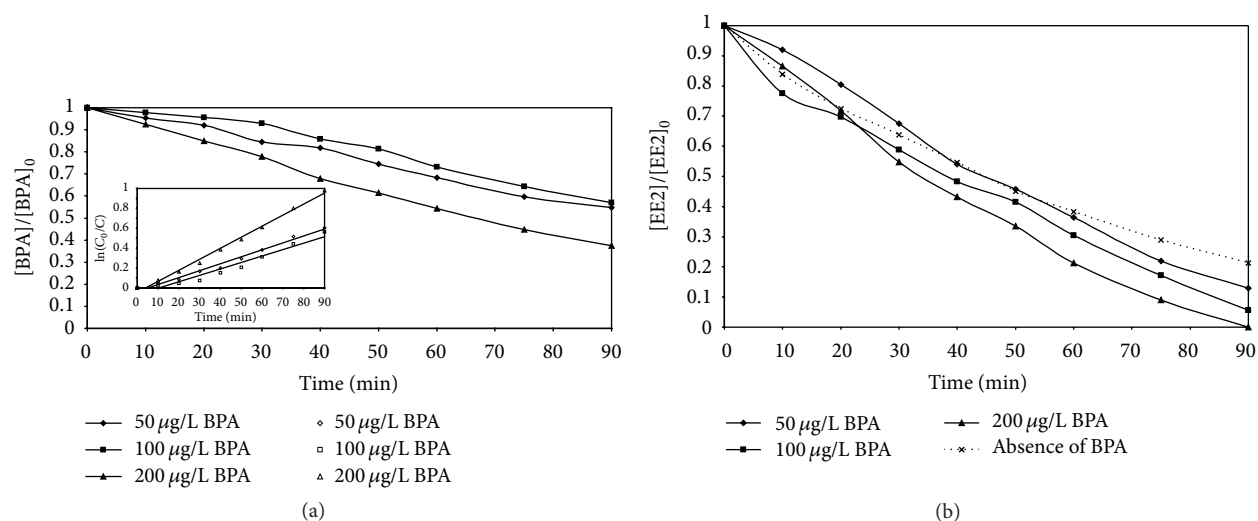 1
0.9
0.8
0.7
0.6
0.5
0.4
0.3
0.2
0.1
0
[BPA]/[BPA]0
0 10 20 30 40 50 60 70 80 90
Time (min)
1
0.8
0.6
0.4
0.2
0
ln(C0/C)
0 10 20 30 40 50 60 70 80 90
Time (min)
50 μg/L BPA
100 μg/L BPA
200 μg/L BPA
50 μg/L BPA
100 μg/L BPA
200 μg/L BPA
(a)
1
0.9
0.8
0.7
0.6
0.5
0.4
0.3
0.2
0.1
0
[EE2]/[EE2]0
0 10 20 30 40 50 60 70 80 90
Time (min)
50 μg/L BPA
100 μg/L BPA
200 μg/L BPA
Absence of BPA
(b)